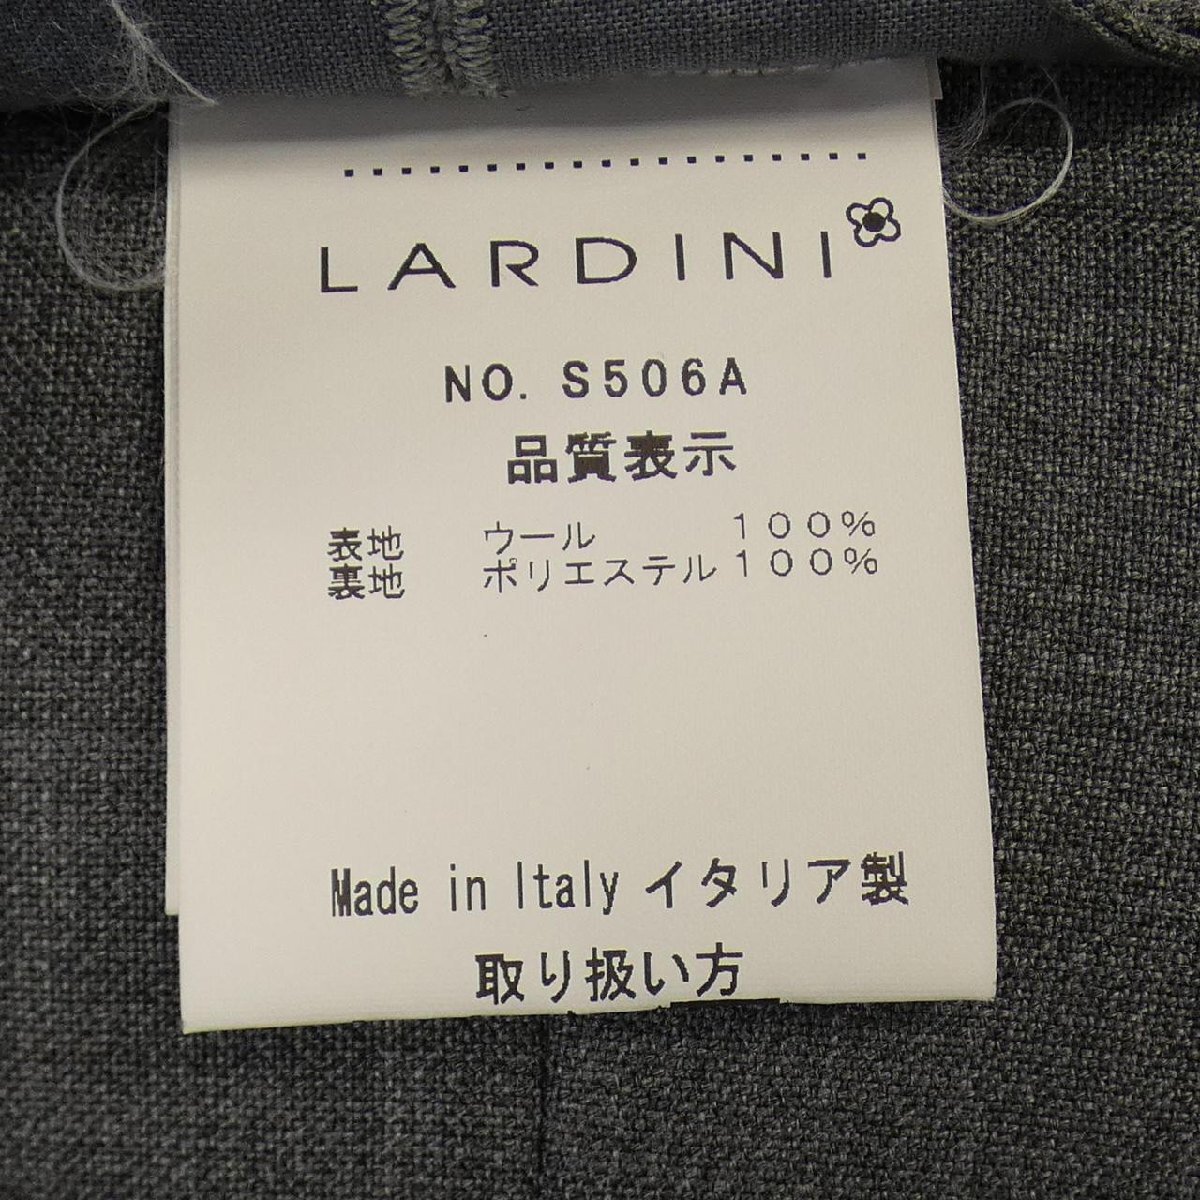 LARDINI
NO. S506A
品質表示
表地 ウール 100%
裏地 ポリエステル 100%
Made in Italy イタリア製
取り扱い方